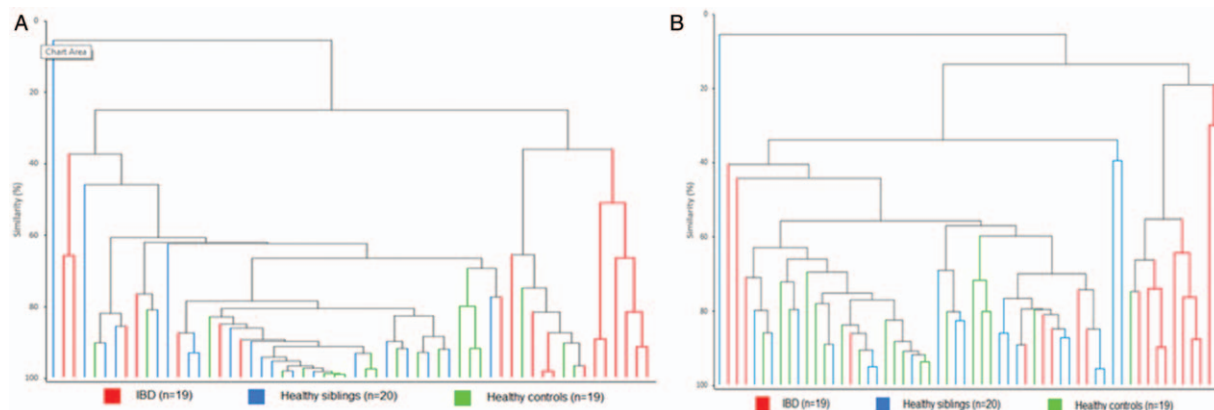 A
0
Chart Area
20
40
Similarity (%)
60
80
100
IBD (n=19)
Healthy siblings (n=20)
Healthy controls (n=19)
B
0
20
40
Similarity (%)
60
80
100
IBD (n=19)
Healthy siblings (n=20)
Healthy controls (n=19)